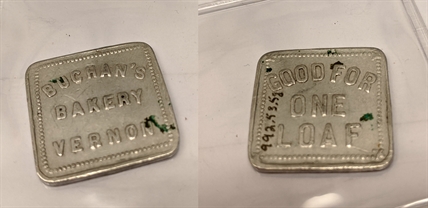 BUCHAN'S
BAKERY
VERNON
GOOD FOR
ONE
LOAF